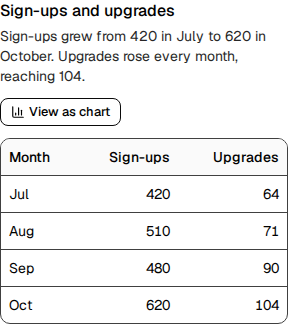 Sign-ups and upgrades
Sign-ups grew from 420 in July to 620 in
October. Upgrades rose every month,
reaching 104.
View as chart
Month Sign-ups Upgrades
Jul 420 64
Aug 510 71
Sep 480 90
Oct 620 104